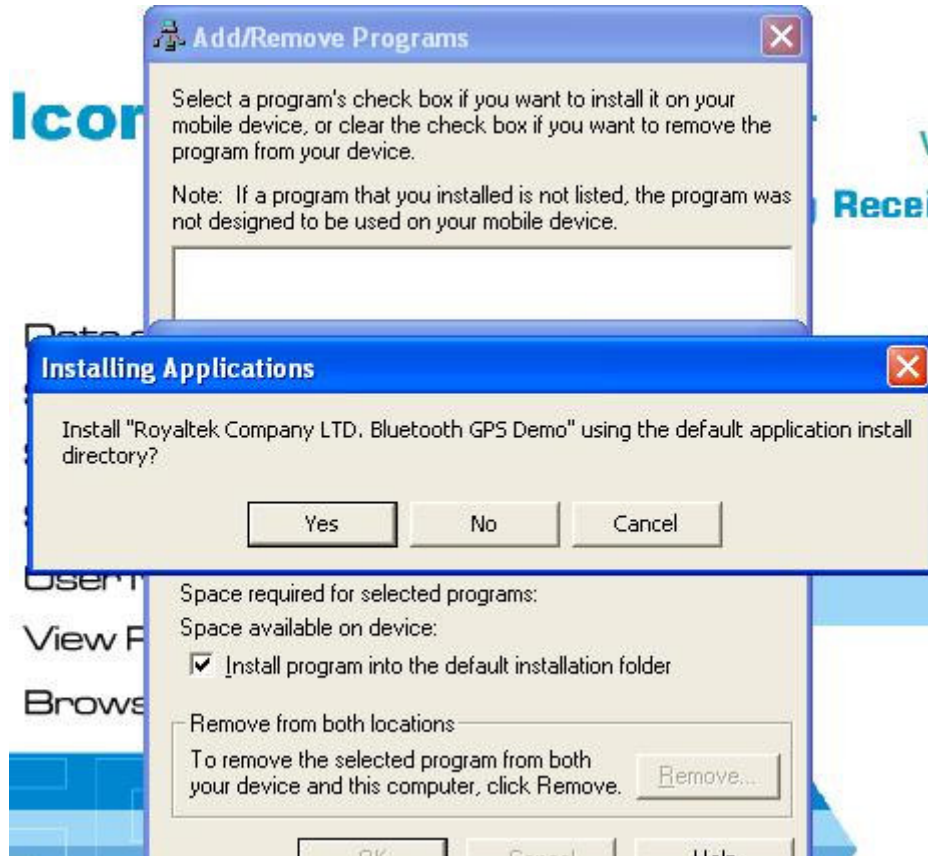 Add/Remove Programs
Select a program's check box if you want to install it on your
mobile device, or clear the check box if you want to remove the
program from your device.
Note: If a program that you installed is not listed, the program was
not designed to be used on your mobile device.
Installing Applications
Install "Royaltek Company LTD. Bluetooth GPS Demo" using the default application install
directory?
Yes No Cancel
Space required for selected programs:
Space available on device:
View
Install program into the default installation folder
Remove from both locations
To remove the selected program from both
your device and this computer, click Remove.
Remove...